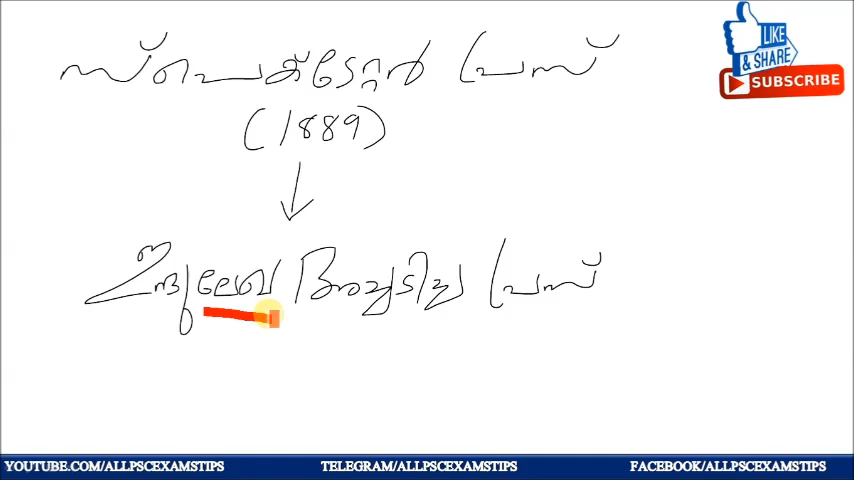 സ്പെക്ടേറ്റർ പ്രസ്
(1889)
ഇന്ദുലേഖ അച്ചടിച്ച പ്രസ്
LIKE
& SHARE
SUBSCRIBE
YOUTUBE.COM/ALLPSCEXAMSTIPS TELEGRAM/ALLPSCEXAMSTIPS FACEBOOK/ALLPSCEXAMSTIPS